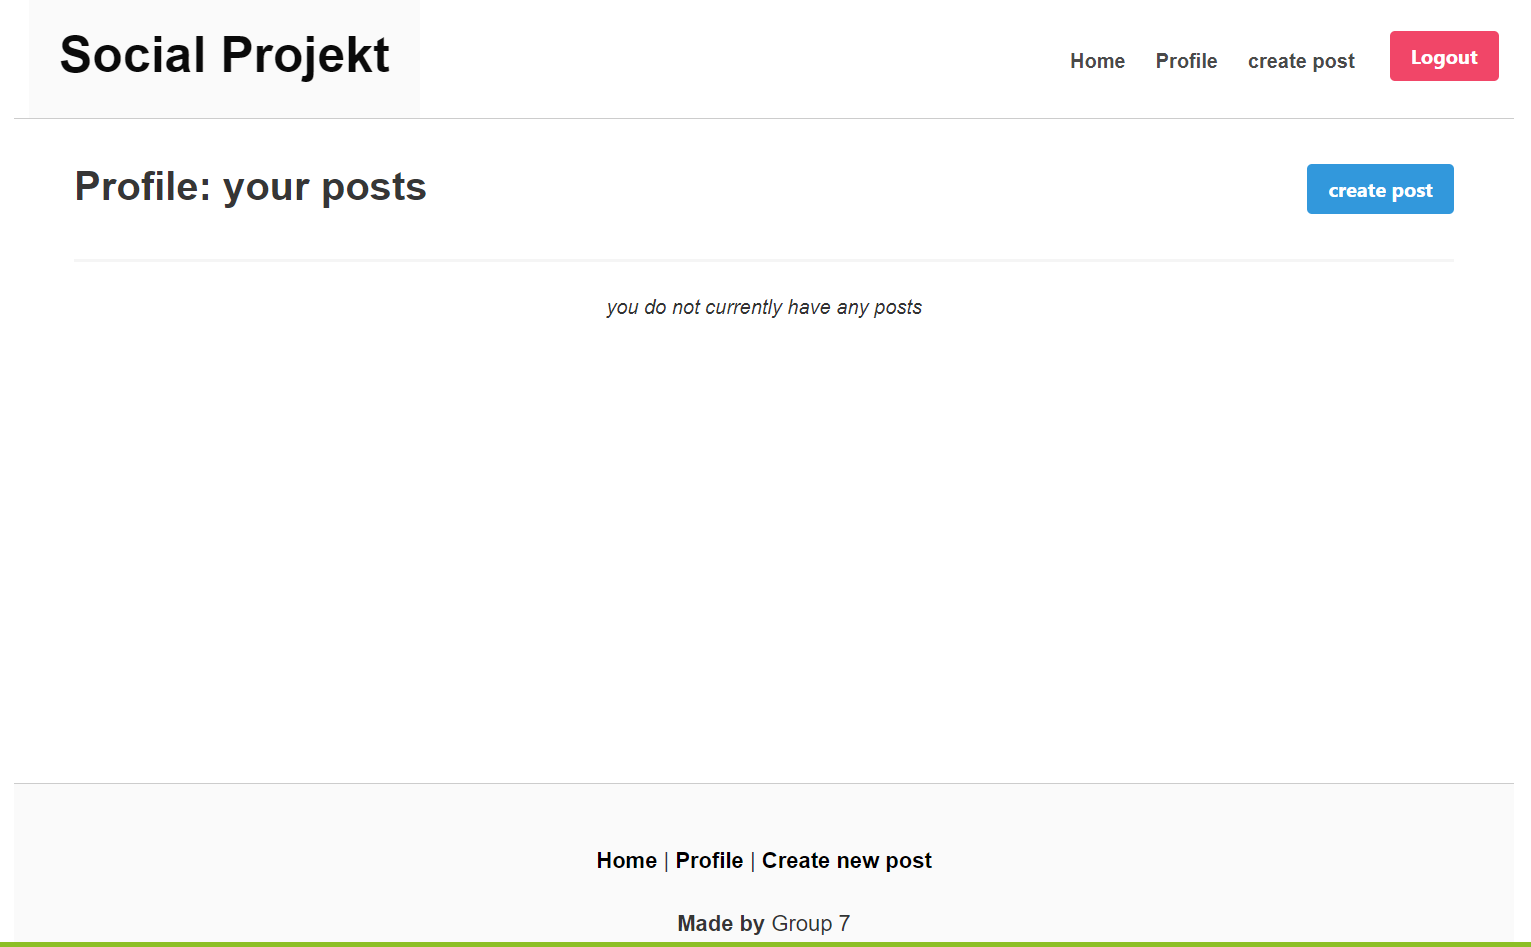 Social Projekt
Home Profile create post Logout
Profile: your posts
create post
you do not currently have any posts
Home | Profile | Create new post
Made by Group 7